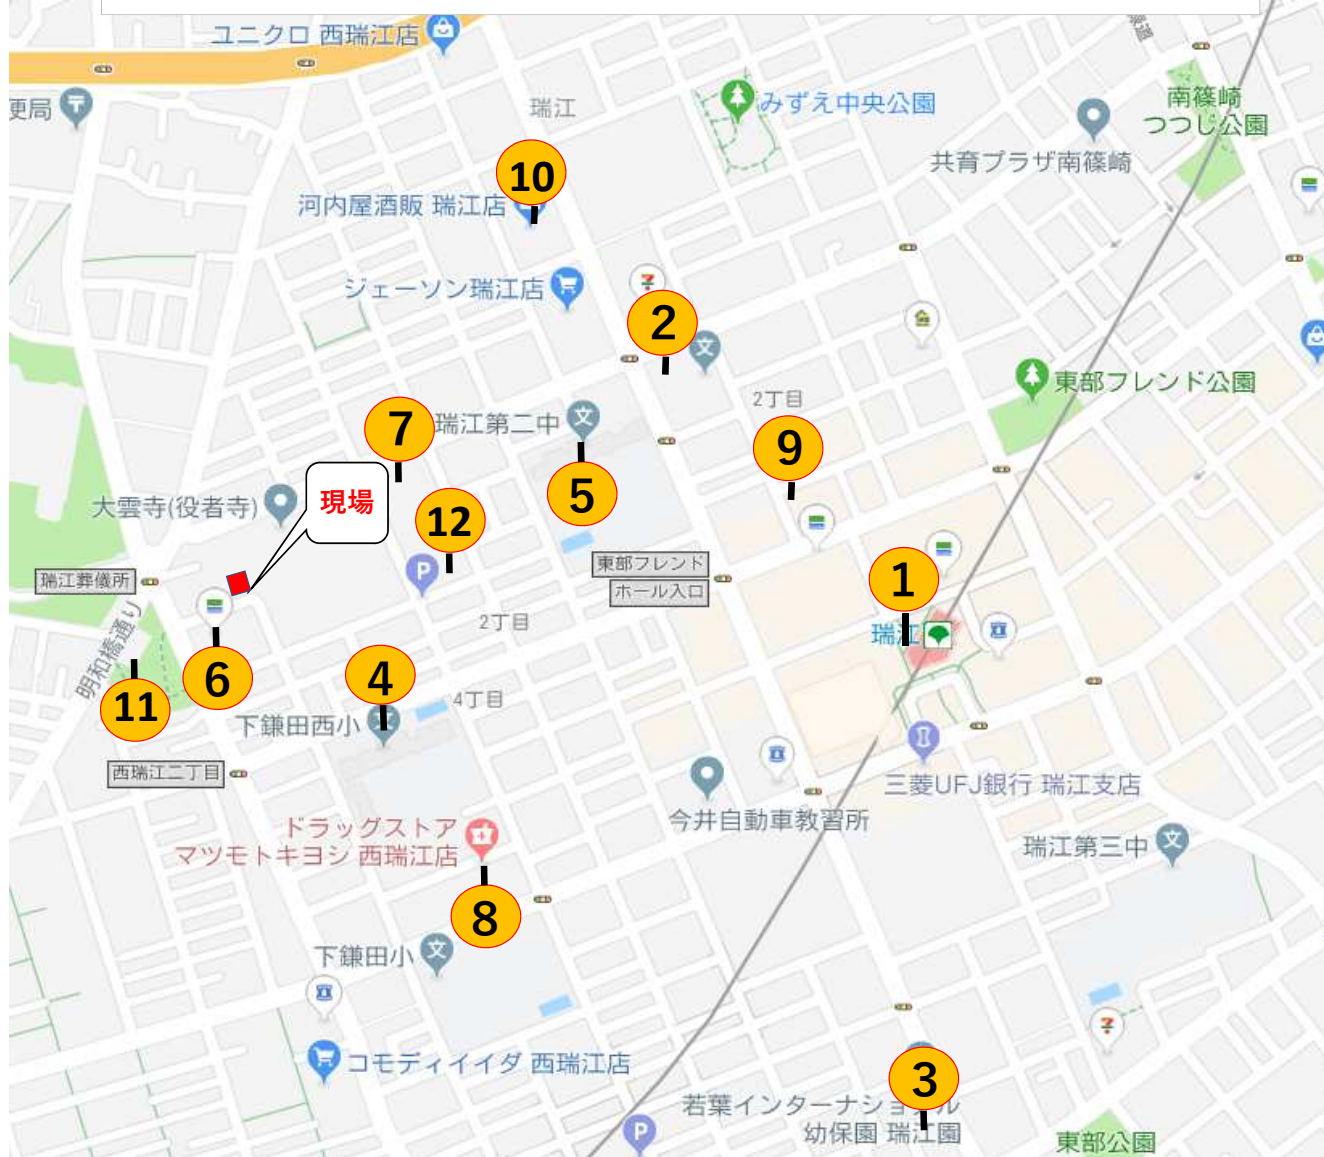 ユニクロ 西瑞江店
便局
瑞江
みずえ中央公園
南篠崎
つつじ公園
共育プラザ南篠崎
10
河内屋酒販 瑞江店
ジェーソン瑞江店
2
文
東部フレンド公園
2丁目
7
瑞江第二中
文
9
5
大雲寺(役者寺)
現場
12
P
東部フレンド
ホール入口
瑞江葬儀所
1
瑞江
2丁目
明和橋通り
6
4
11
4丁目
下鎌田西小
西瑞江二丁目
三菱UFJ銀行 瑞江支店
今井自動車教習所
ドラッグストア
マツモトキヨシ 西瑞江店
瑞江第三中
文
8
下鎌田小
文
コモディイイダ 西瑞江店
3
若葉インターナショナル
幼保園 瑞江園
P
東部公園